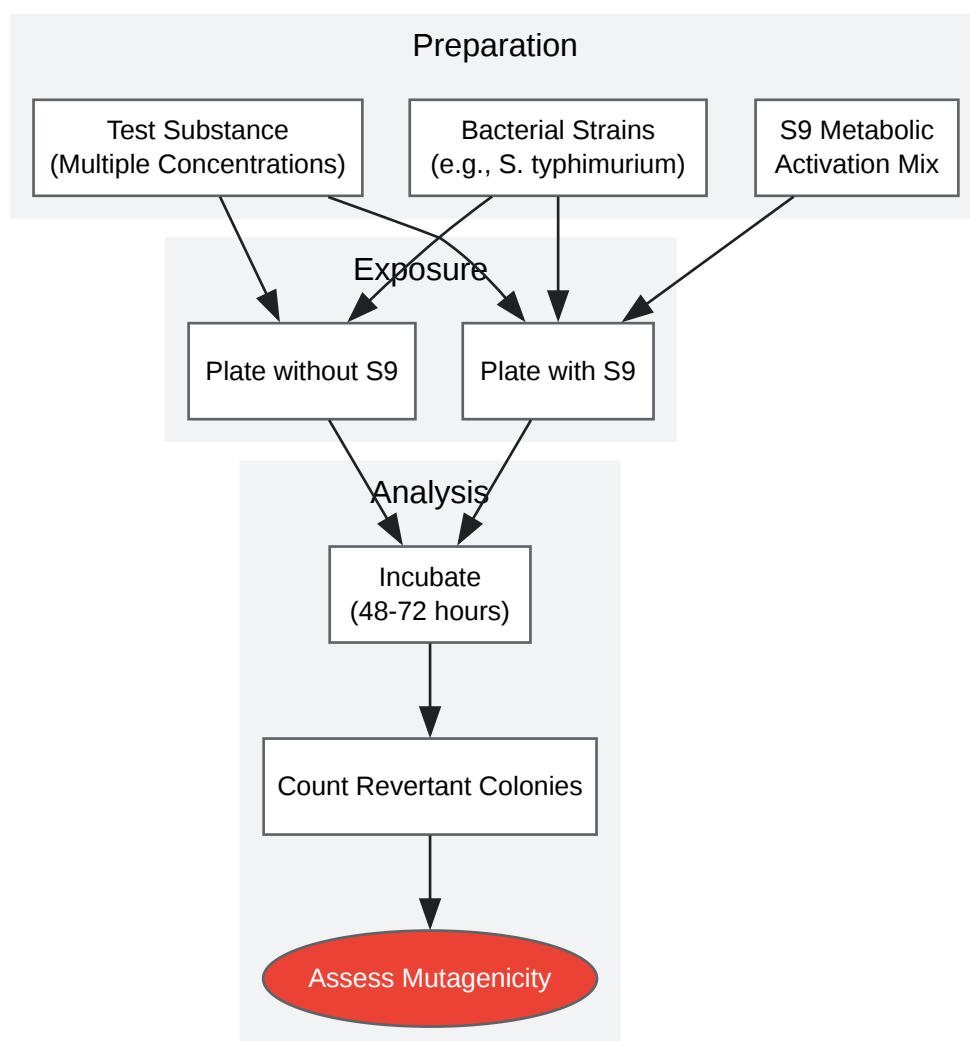 Preparation
Test Substance
(Multiple Concentrations)
Bacterial Strains
(e.g., S. typhimurium)
S9 Metabolic
Activation Mix
Exposure
Plate without S9
Plate with S9
Analysis
Incubate
(48-72 hours)
Count Revertant Colonies
Assess Mutagenicity